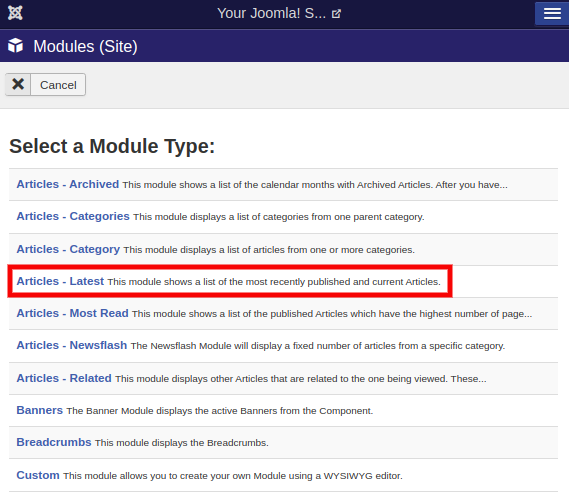 Your Joomla! S...
Modules (Site)
Cancel
Select a Module Type:
Articles - Archived This module shows a list of the calendar months with Archived Articles. After you have...
Articles - Categories This module displays a list of categories from one parent category.
Articles - Category This module displays a list of articles from one or more categories.
Articles - Latest This module shows a list of the most recently published and current Articles.
Articles - Most Read This module shows a list of the published Articles which have the highest number of page...
Articles - Newsflash The Newsflash Module will display a fixed number of articles from a specific category.
Articles - Related This module displays other Articles that are related to the one being viewed. These...
Banners The Banner Module displays the active Banners from the Component.
Breadcrumbs This module displays the Breadcrumbs.
Custom This module allows you to create your own Module using a WYSIWYG editor.